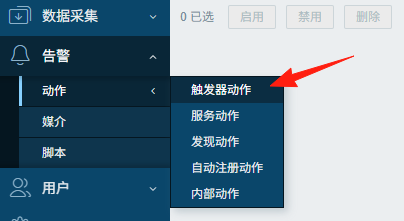 数据采集
0 已选
启用
禁用
删除
告警
动作
触发器动作
服务动作
发现动作
自动注册动作
内部动作
媒介
脚本
用户